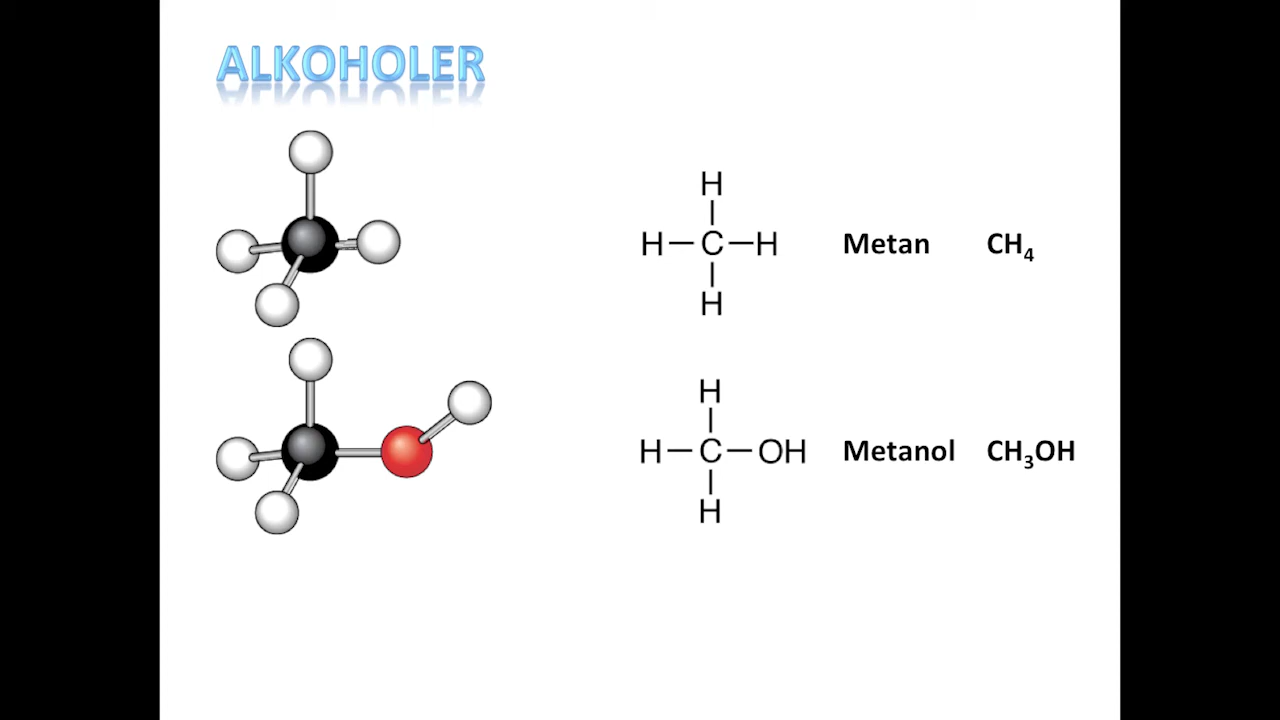 ALKOHOLER
H
H–C–H Metan CH₄
H
H
H–C–OH Metanol CH₃OH
H